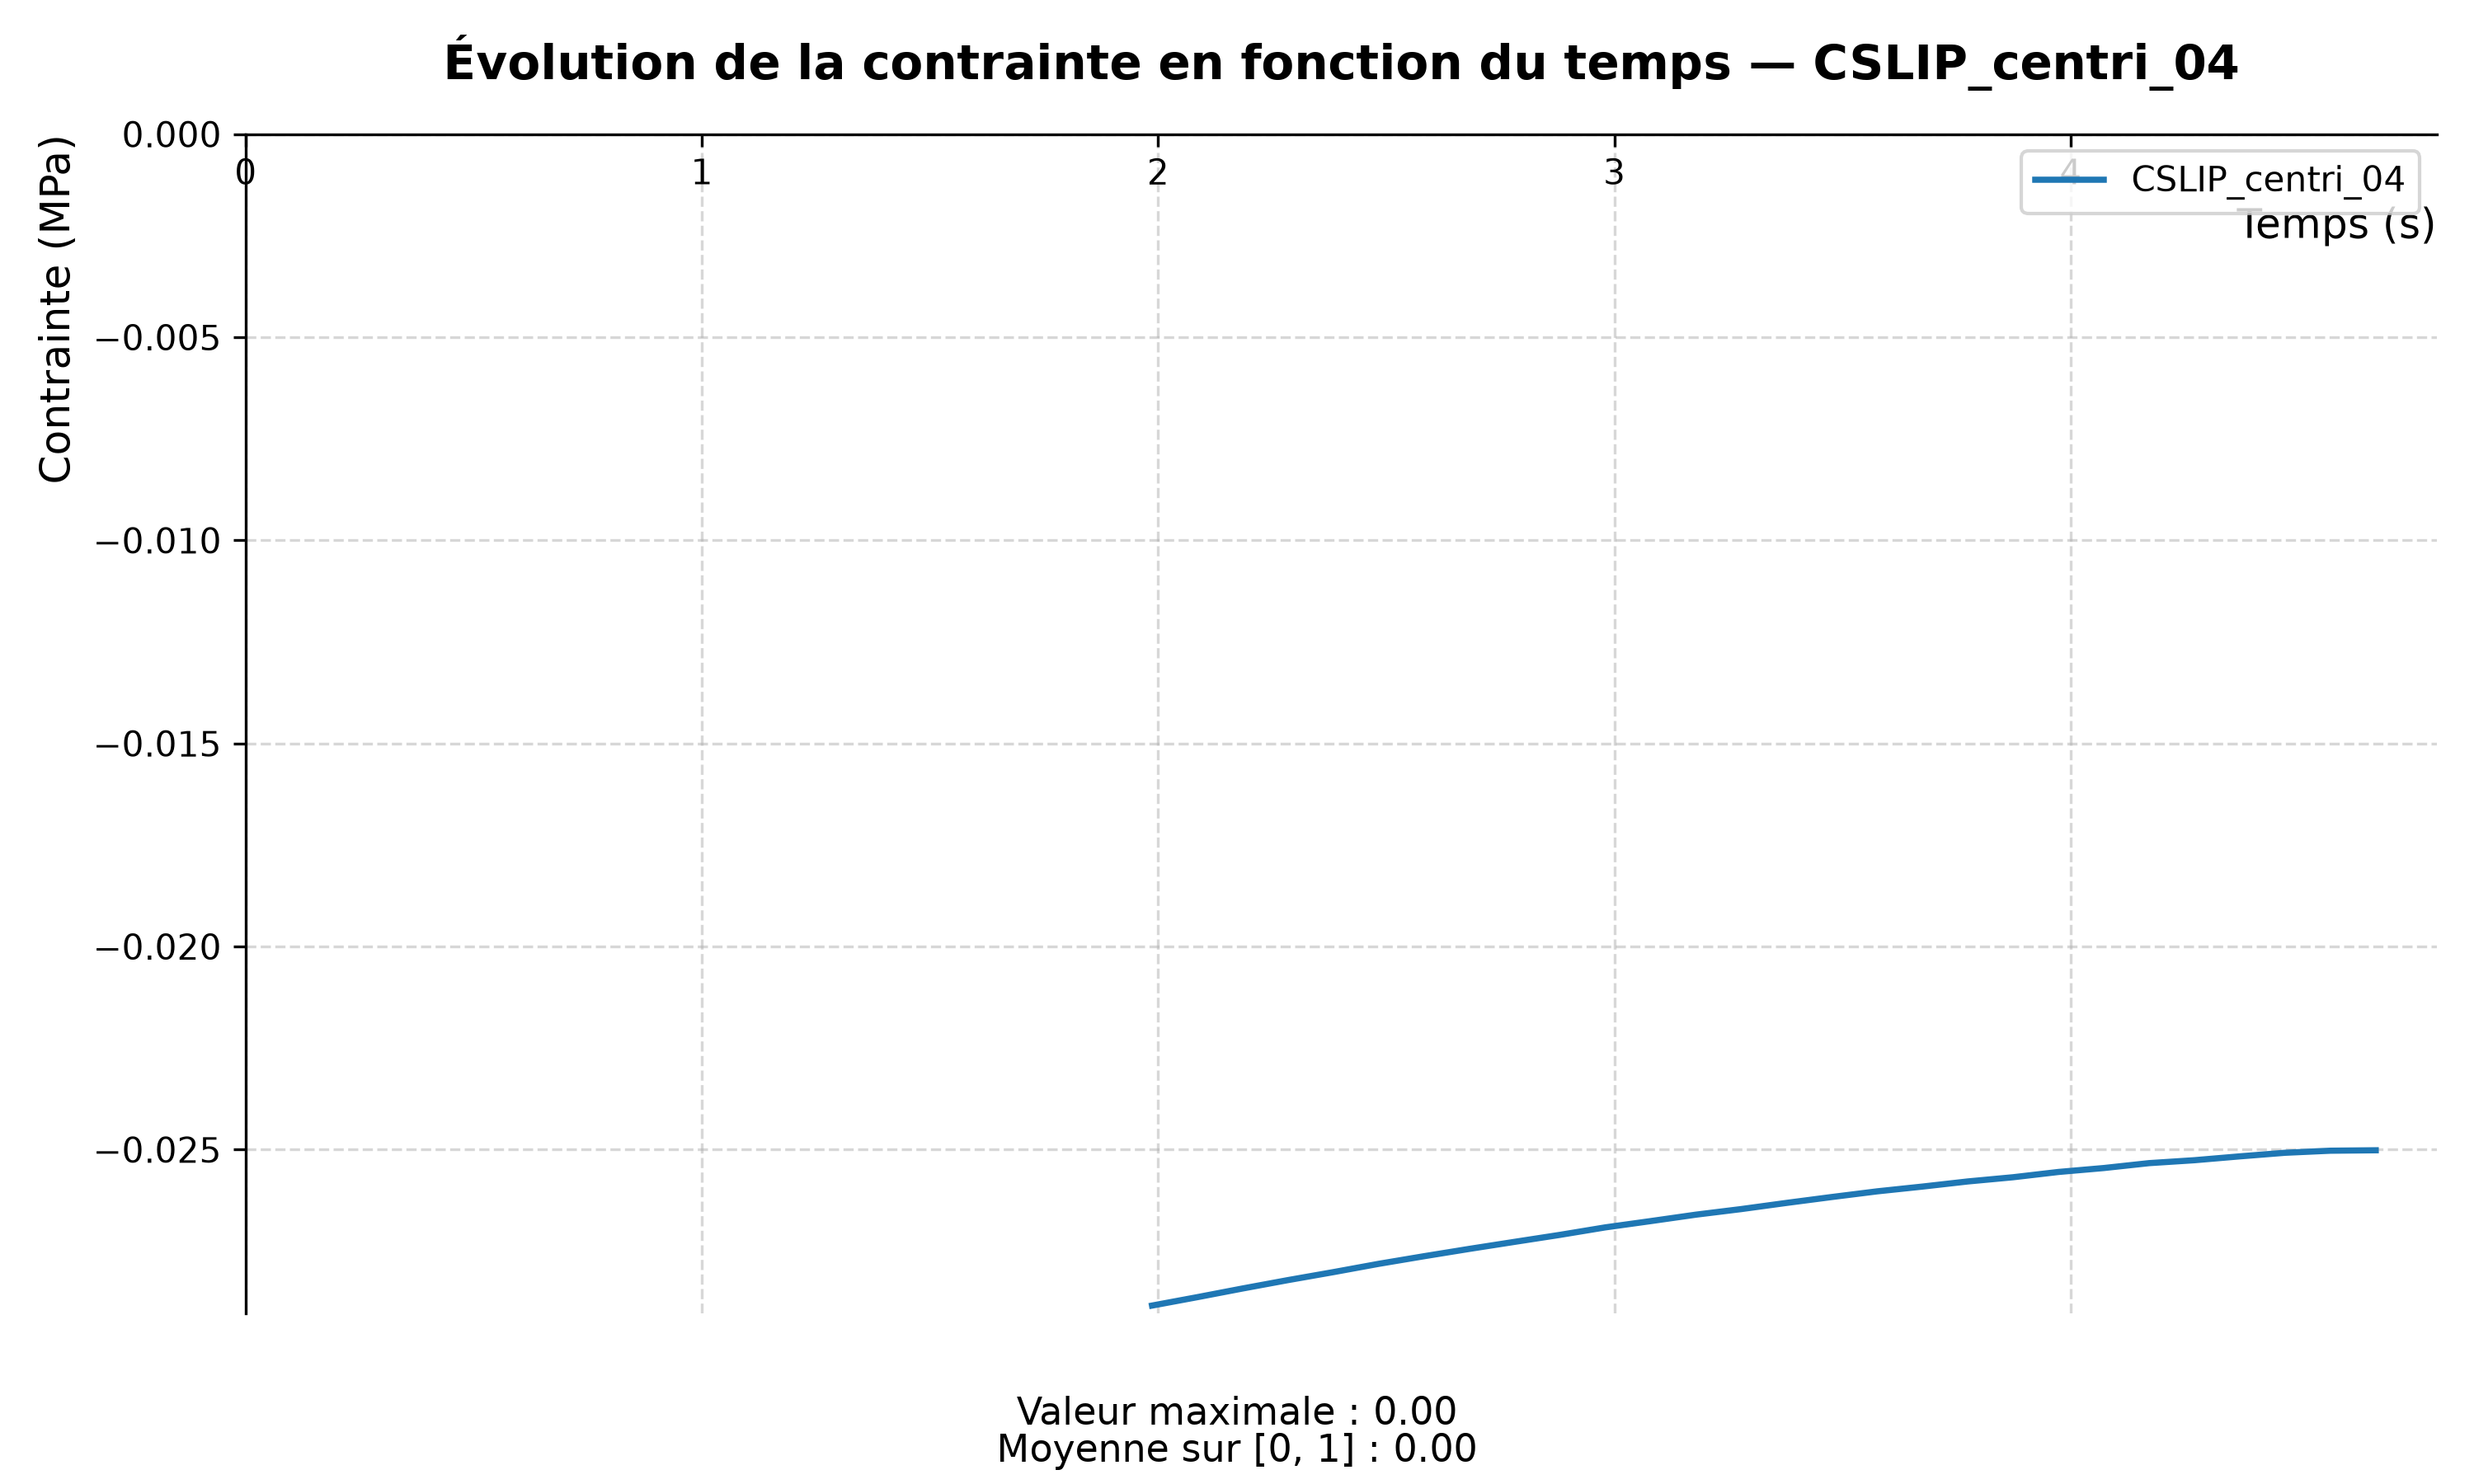 Évolution de la contrainte en fonction du temps — CSLIP_centri_04
Contrainte (MPa)
0.000
−0.005
−0.010
−0.015
−0.020
−0.025
0
1
2
3
4
CSLIP_centri_04
Temps (s)
Valeur maximale : 0.00
Moyenne sur [0, 1] : 0.00